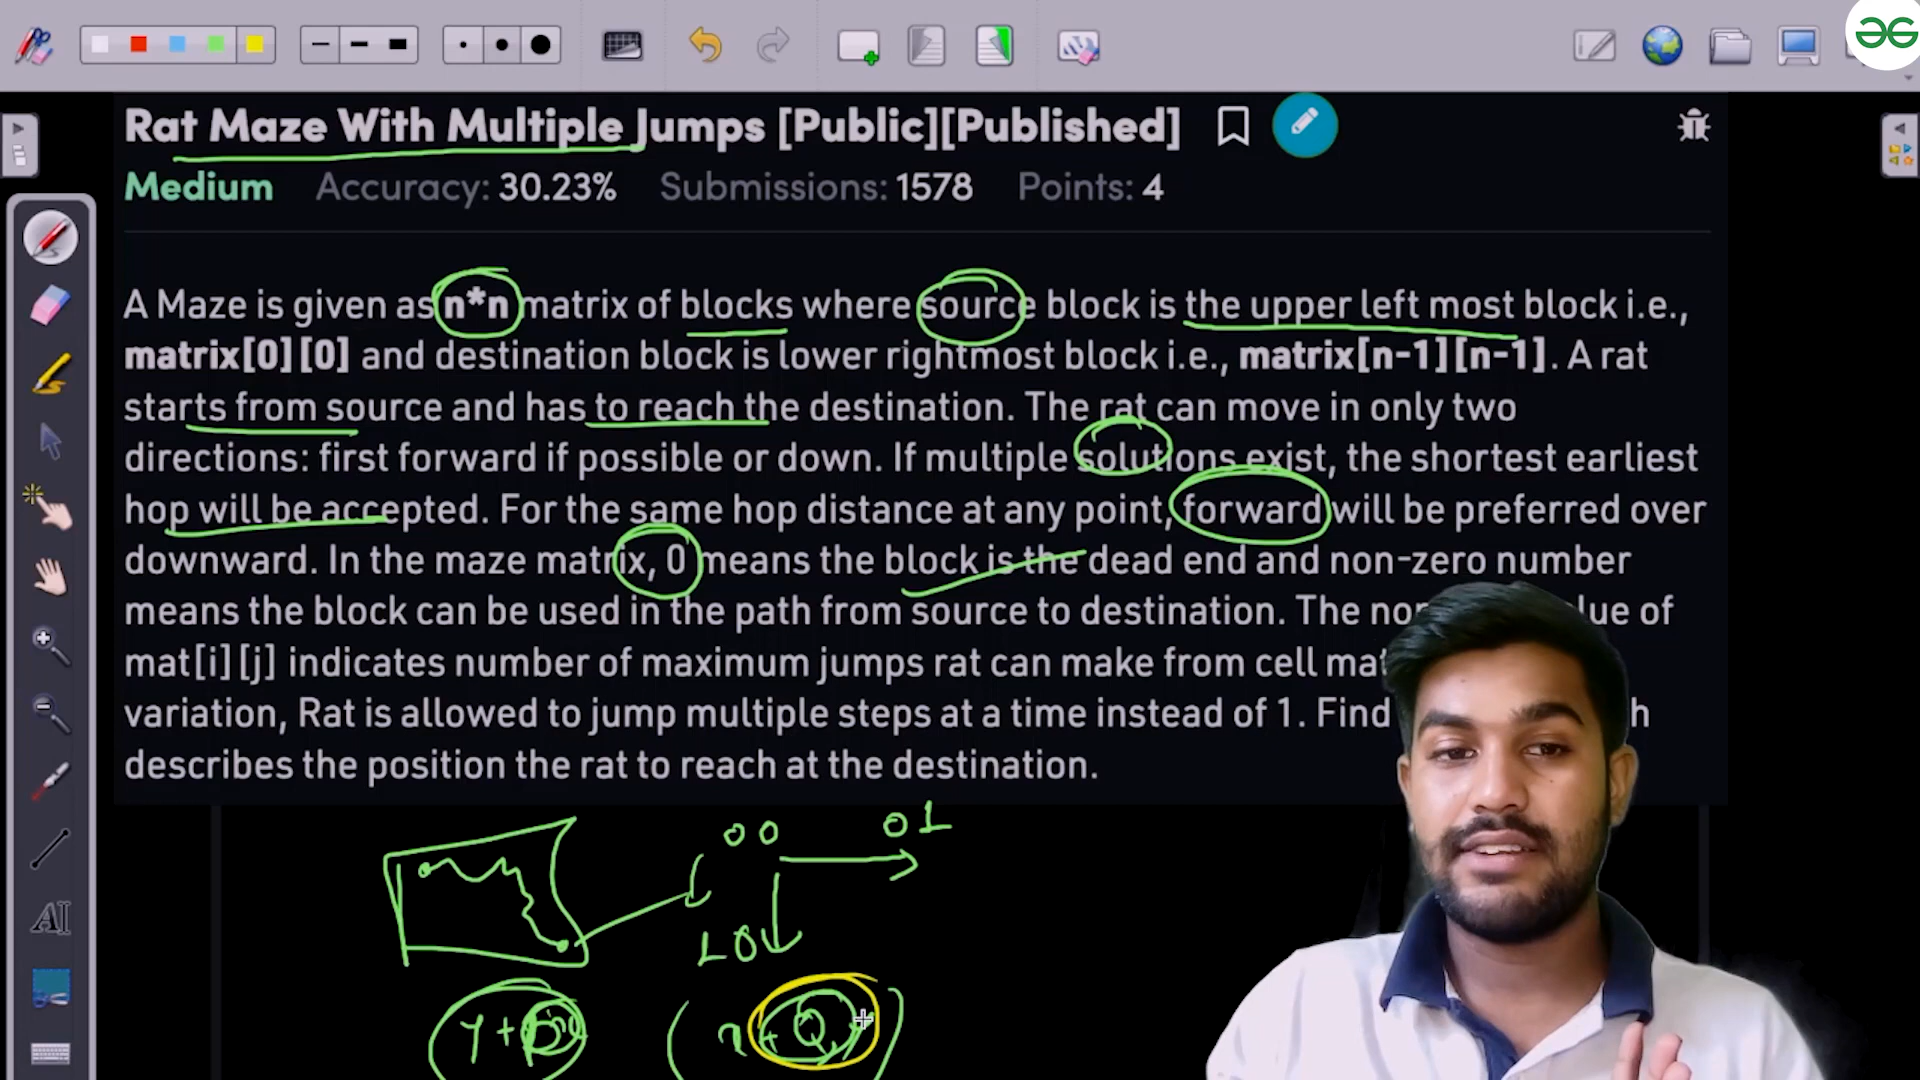 Rat Maze With Multiple Jumps [Public][Published]
Medium Accuracy: 30.23% Submissions: 1578 Points: 4
A Maze is given as n*n matrix of blocks where source block is the upper left most block i.e.,
matrix[0][0] and destination block is lower rightmost block i.e., matrix[n-1][n-1]. A rat
starts from source and has to reach the destination. The rat can move in only two
directions: first forward if possible or down. If multiple solutions exist, the shortest earliest
hop will be accepted. For the same hop distance at any point, forward will be preferred over
downward. In the maze matrix, 0 means the block is the dead end and non-zero number
means the block can be used in the path from source to destination. The lue of
mat[i][j] indicates number of maximum jumps rat can make from cell
variation, Rat is allowed to jump multiple steps at a time instead of 1. Find h
describes the position the rat to reach at the destination.
00 01
10